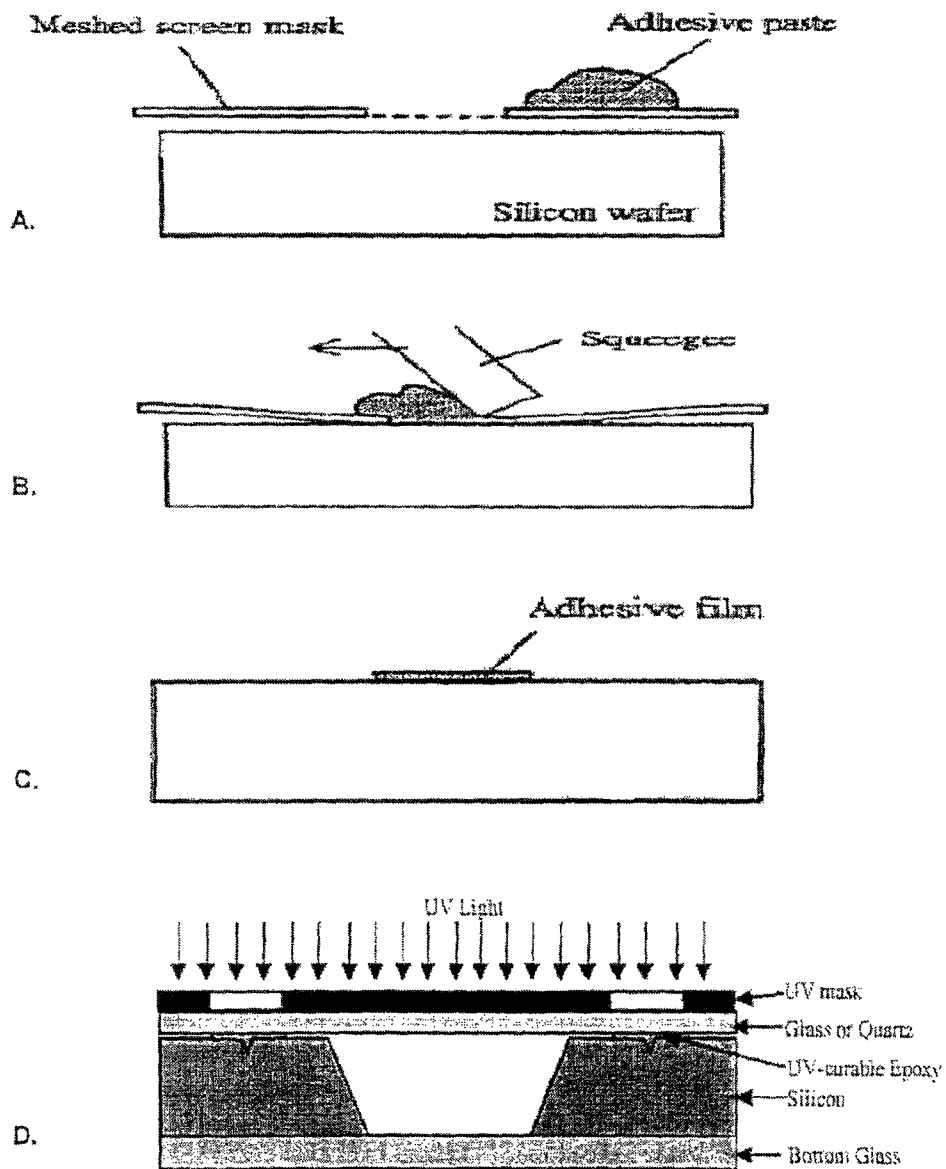 Meshed screen mask
Adhesive paste
Silicon wafer
A.
Squeegee
B.
Adhesive film
C.
UV Light
UV mask
Glass or Quartz
UV-curable Epoxy
Silicon
D.
Bottom Glass